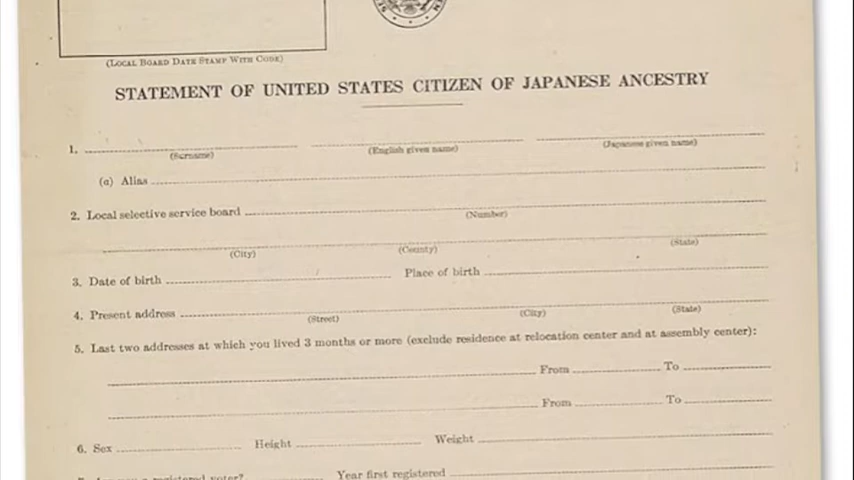 (Local Board Date Stamp With Code)
STATEMENT OF UNITED STATES CITIZEN OF JAPANESE ANCESTRY
1.
(Surname) (English given name) (Japanese given name)
(a) Alias
2. Local selective service board
(Number)
(City) (County) (State)
3. Date of birth Place of birth
4. Present address
(Street) (City) (State)
5. Last two addresses at which you lived 3 months or more (exclude residence at relocation center and at assembly center):
From To
From To
6. Sex Height Weight
registered voter? Year first registered